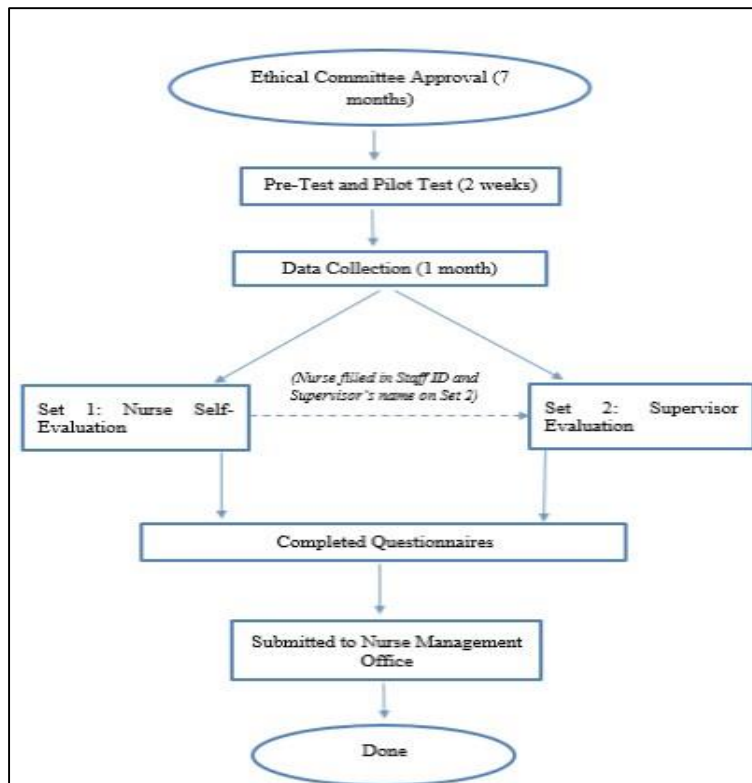 Ethical Committee Approval (7
months)
Pre-Test and Pilot Test (2 weeks)
Data Collection (1 month)
(Nurse filled in Staff ID and
Supervisor's name on Set 2)
Set 1: Nurse Self-
Evaluation
Set 2: Supervisor
Evaluation
Completed Questionnaires
Submitted to Nurse Management
Office
Done